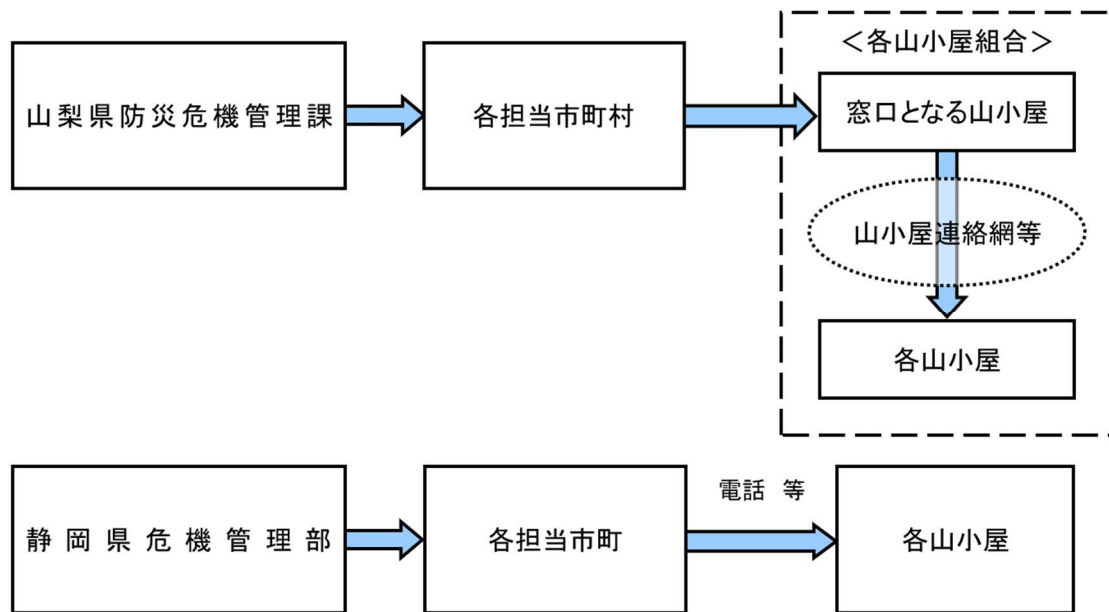 ＜各山小屋組合＞
山梨県防災危機管理課
各担当市町村
窓口となる山小屋
山小屋連絡網等
各山小屋
静岡県危機管理部
各担当市町
電話 等
各山小屋